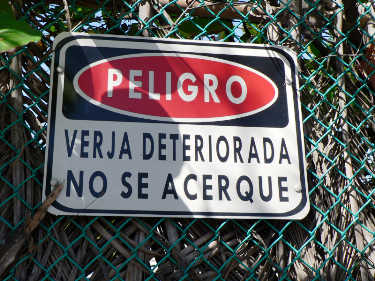 PELIGRO
VERJA DETERIORADA
NO SE ACERQUE